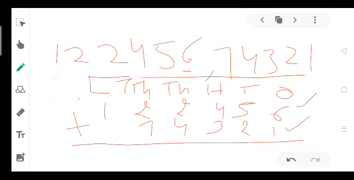 122456,74321
L TTh Th H T O
1 2 2 4 5 6 ✓
+ 7 4 3 2 1 ✓